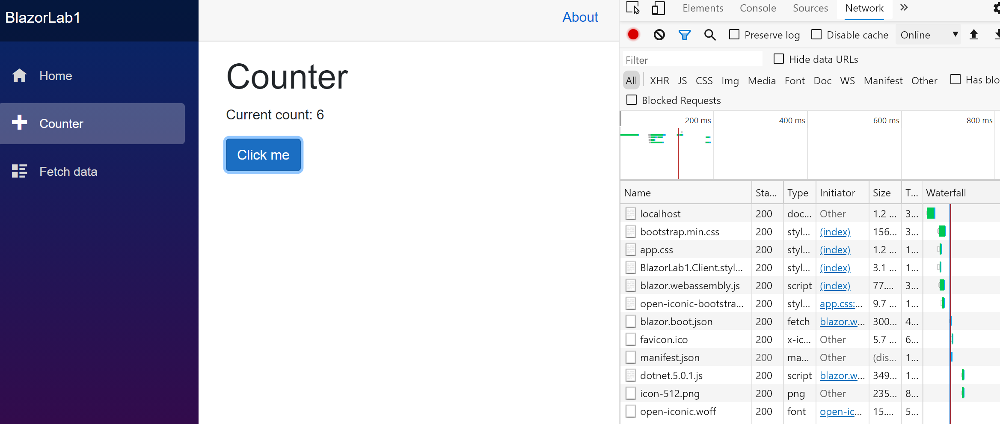 BlazorLab1
About
Home
Counter
Fetch data
Counter
Current count: 6
Click me
Elements Console Sources Network
Preserve log Disable cache Online
Filter Hide data URLs
All XHR JS CSS Img Media Font Doc WS Manifest Other Has blo
Blocked Requests
200 ms 400 ms 600 ms 800 ms
Name Sta... Type Initiator Size T... Waterfall
localhost 200 doc... Other 1.2 ... 3...
bootstrap.min.css 200 styl... (index) 156... 3...
app.css 200 styl... (index) 1.2 ... 1...
BlazorLab1.Client.styl... 200 styl... (index) 3.1 ... 1...
blazor.webassembly.js 200 script (index) 77.... 3...
open-iconic-bootstra... 200 styl... app.css:... 9.7 ... 1...
blazor.boot.json 200 fetch blazor.w... 300... 4...
favicon.ico 200 x-ic... Other 5.7 ... 6...
manifest.json 200 ma... Other (dis... 1...
dotnet.5.0.1.js 200 script blazor.w... 349... 1...
icon-512.png 200 png Other 235... 8...
open-iconic.woff 200 font open-ic... 15.... 5...